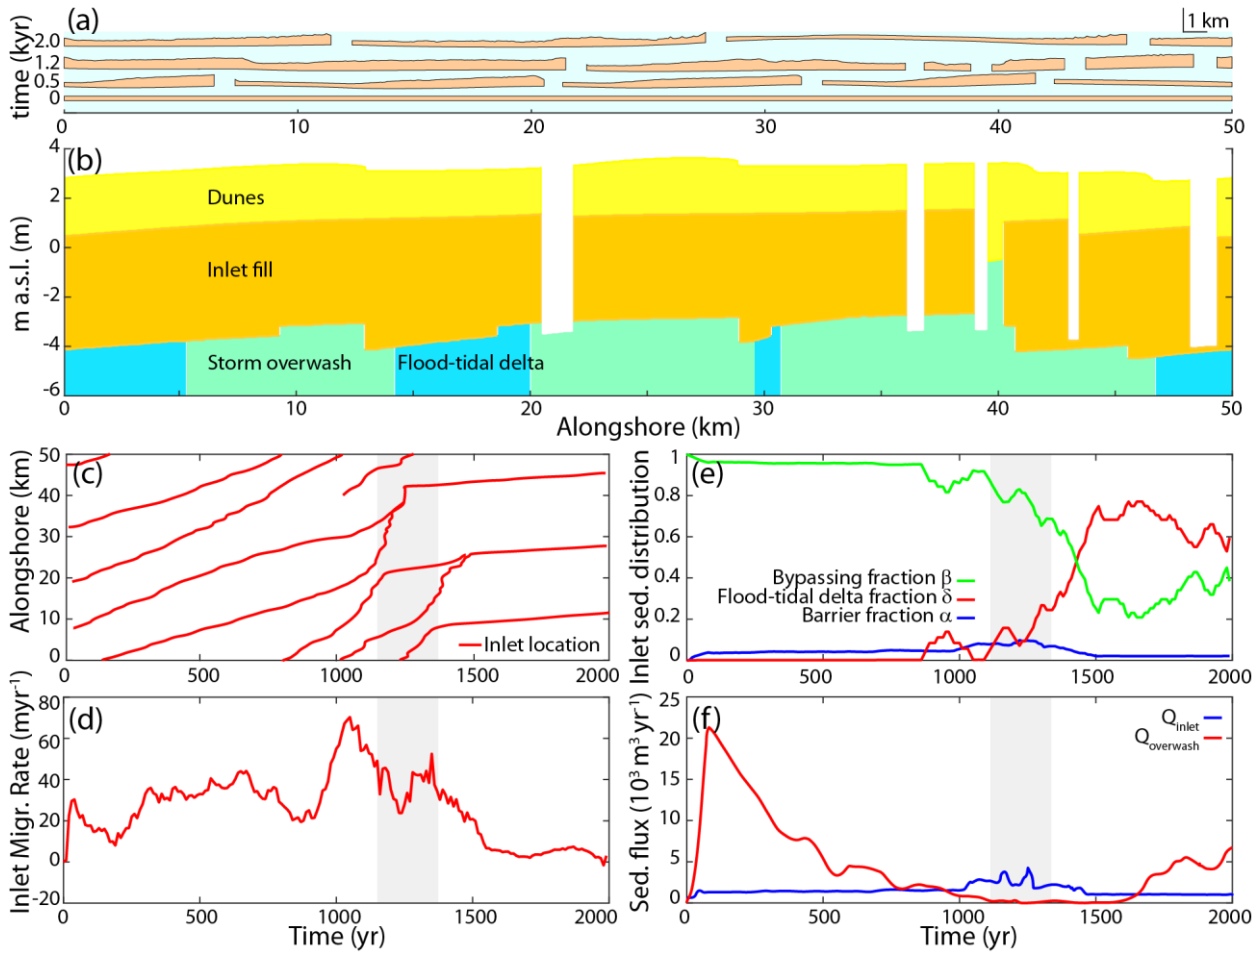 (a)
1 km
time (kyr)
2.0
1.2
0.5
0
0 10 20 30 40 50
(b)
m a.s.l. (m)
4
2
0
-2
-4
-6
Dunes
Inlet fill
Storm overwash
Flood-tidal delta
0 10 20 30 40 50
Alongshore (km)
(c)
Alongshore (km)
50
40
30
20
10
0
Inlet location
0 500 1000 1500 2000
(e)
Inlet sed. distribution
1
0.8
0.6
0.4
0.2
0
Bypassing fraction β
Flood-tidal delta fraction δ
Barrier fraction α
0 500 1000 1500 2000
(d)
Inlet Migr. Rate (myr⁻¹)
80
60
40
20
0
-20
0 500 1000 1500 2000
Time (yr)
(f)
Sed. flux (10³ m³ yr⁻¹)
20
25
15
10
5
0
Q inlet
Q overwash
0 500 1000 1500 2000
Time (yr)